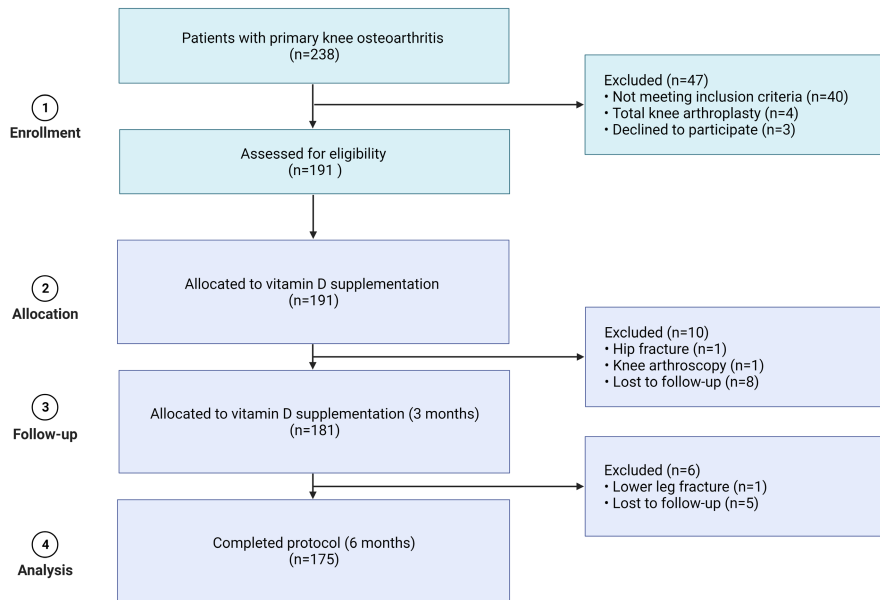 Patients with primary knee osteoarthritis
(n=238)
Excluded (n=47)
• Not meeting inclusion criteria (n=40)
• Total knee arthroplasty (n=4)
• Declined to participate (n=3)
1
Enrollment
Assessed for eligibility
(n=191 )
2
Allocation
Allocated to vitamin D supplementation
(n=191)
Excluded (n=10)
• Hip fracture (n=1)
• Knee arthroscopy (n=1)
• Lost to follow-up (n=8)
3
Follow-up
Allocated to vitamin D supplementation (3 months)
(n=181)
Excluded (n=6)
• Lower leg fracture (n=1)
• Lost to follow-up (n=5)
4
Analysis
Completed protocol (6 months)
(n=175)